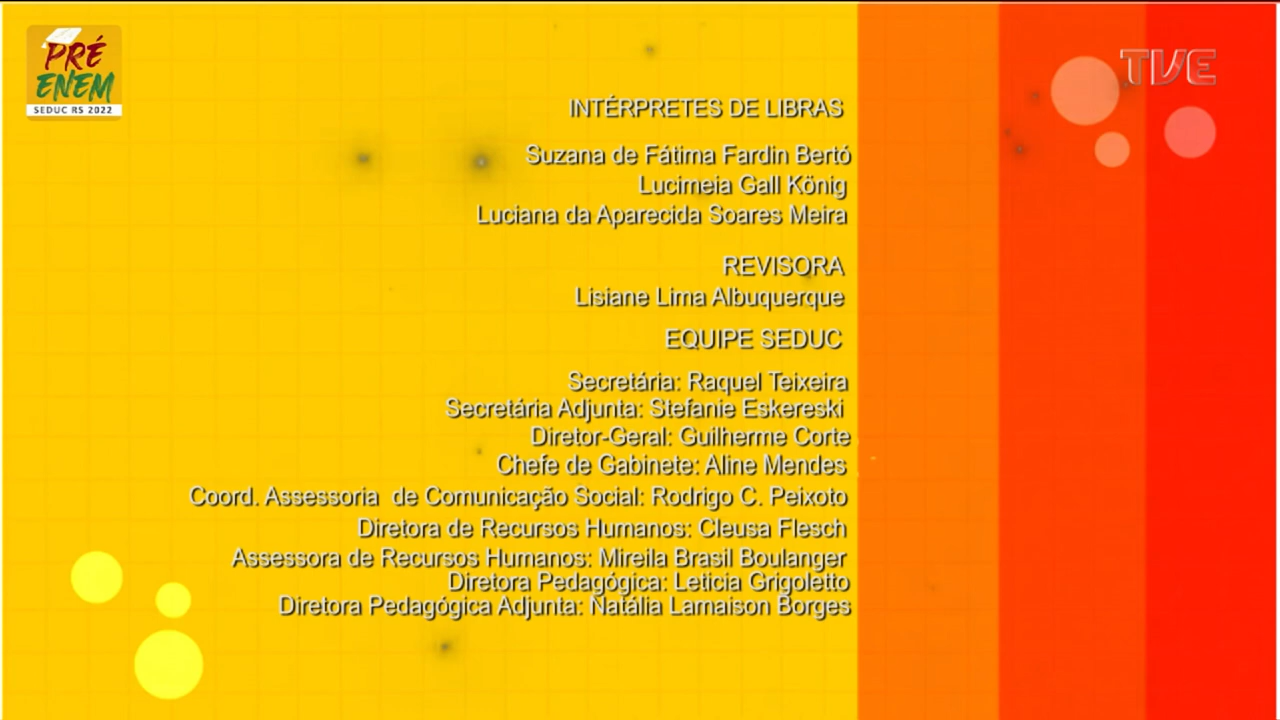 PRÉ
ENEM
SEDUC RS 2022
TVE
INTÉRPRETES DE LIBRAS
Suzana de Fátima Fardin Bertó
Lucimeia Gall König
Luciana da Aparecida Soares Meira
REVISORA
Lisiane Lima Albuquerque
EQUIPE SEDUC
Secretária: Raquel Teixeira
Secretária Adjunta: Stefanie Eskereski
Diretor-Geral: Guilherme Corte
Chefe de Gabinete: Aline Mendes
Coord. Assessoria de Comunicação Social: Rodrigo C. Peixoto
Diretora de Recursos Humanos: Cleusa Flesch
Assessora de Recursos Humanos: Mireila Brasil Boulanger
Diretora Pedagógica: Leticia Grigoletto
Diretora Pedagógica Adjunta: Natália Lamaison Borges